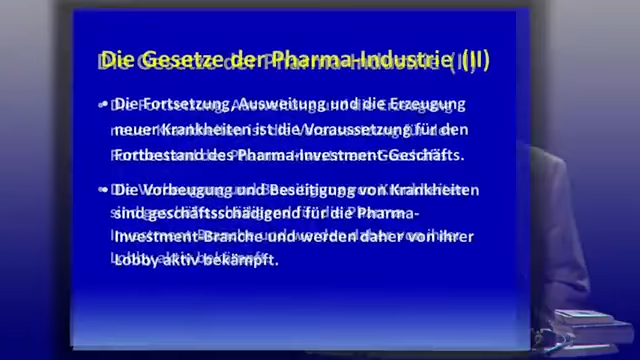 Die Gesetze der Pharma-Industrie (II)
• Die Fortsetzung, Ausweitung und die Erzeugung
neuer Krankheiten ist die Voraussetzung für den
Fortbestand des Pharma-Investment-Geschäfts.
• Die Vorbeugung und Beseitigung von Krankheiten
sind geschäftsschädigend für die Pharma-
Investment-Branche und werden daher von ihrer
Lobby aktiv bekämpft.